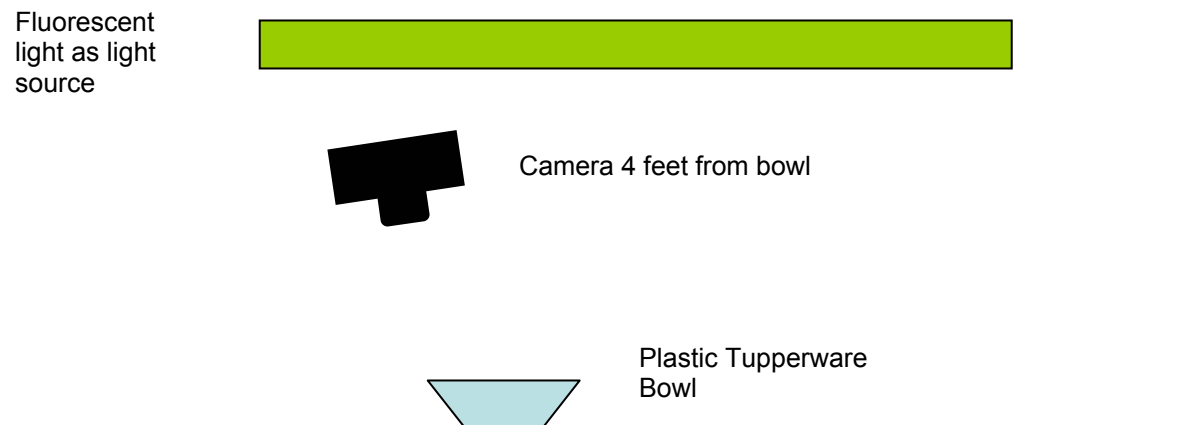 Fluorescent
light as light
source
Camera 4 feet from bowl
Plastic Tupperware
Bowl